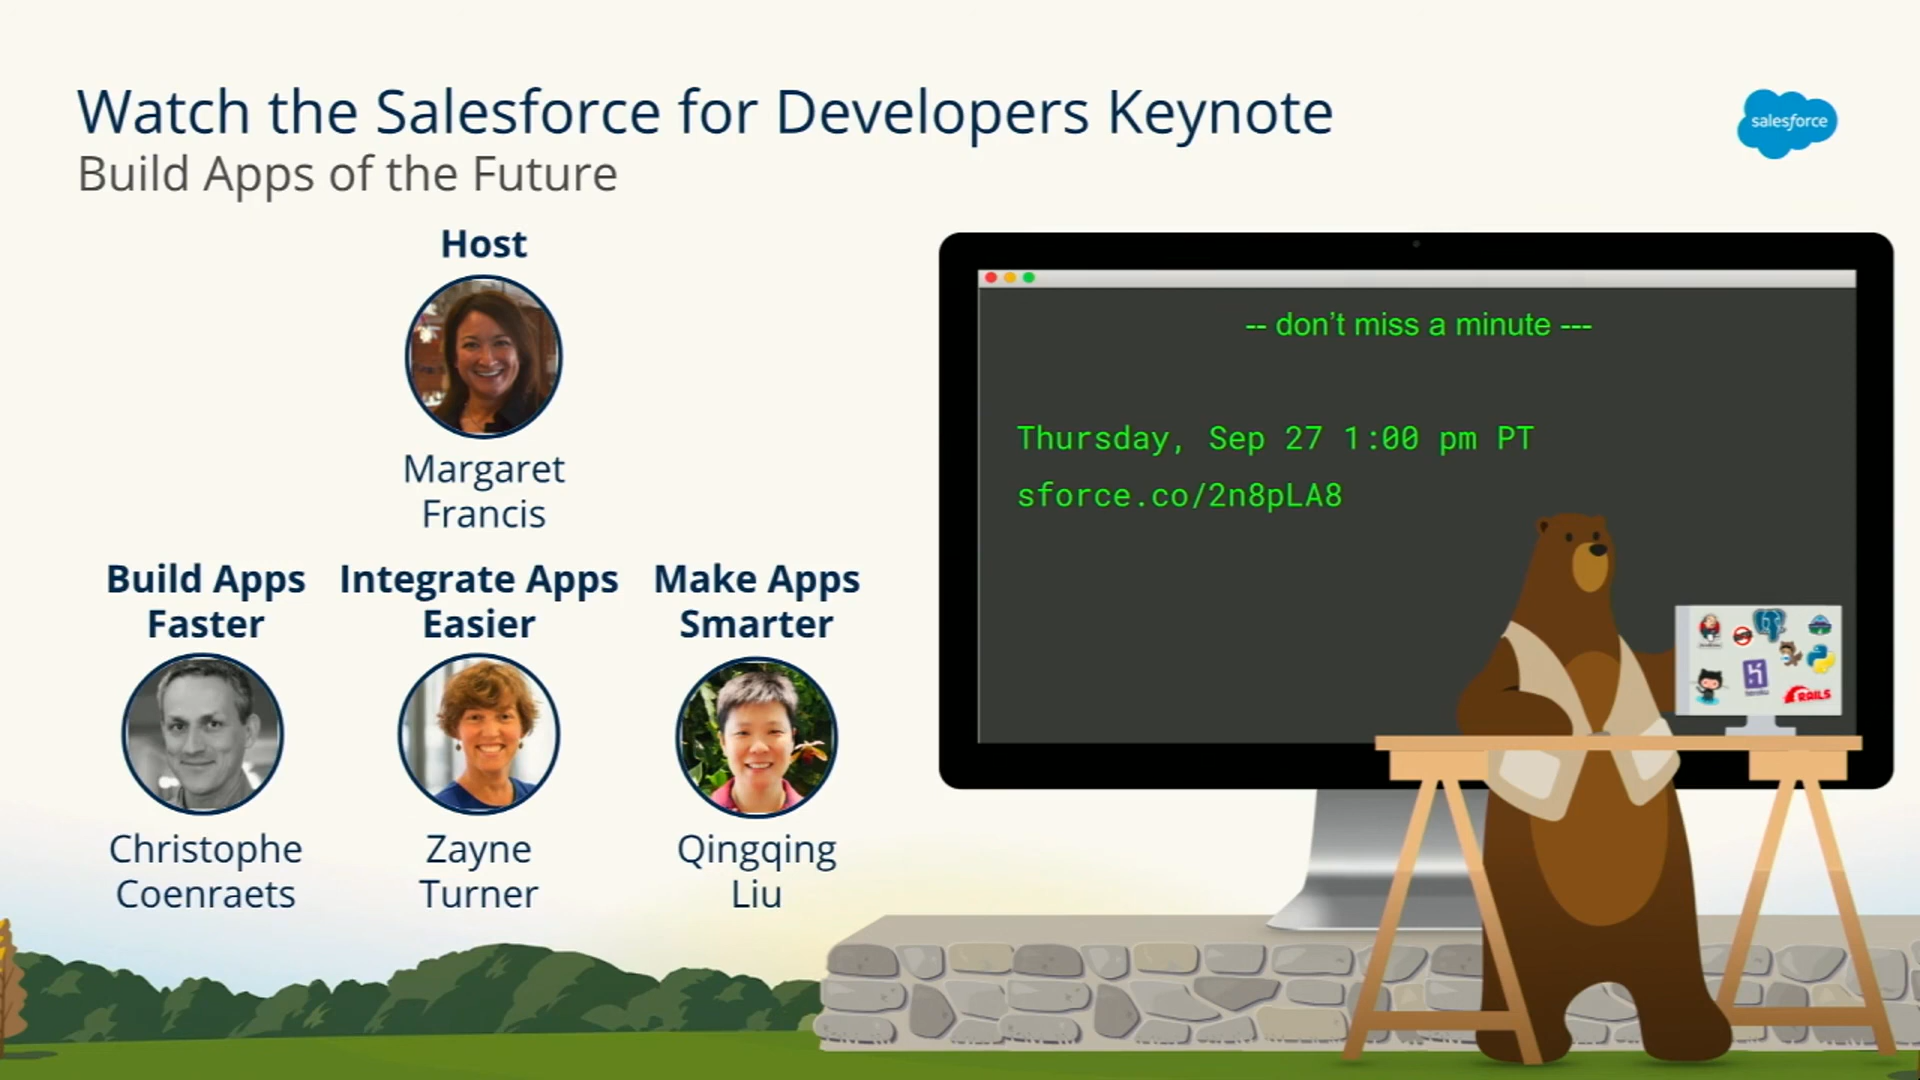 Watch the Salesforce for Developers Keynote
Build Apps of the Future
salesforce
Host
Margaret
Francis
Build Apps
Faster
Christophe
Coenraets
Integrate Apps
Easier
Zayne
Turner
Make Apps
Smarter
Qingqing
Liu
-- don't miss a minute ---
Thursday, Sep 27 1:00 pm PT
sforce.co/2n8pLA8
heroku
RAILS